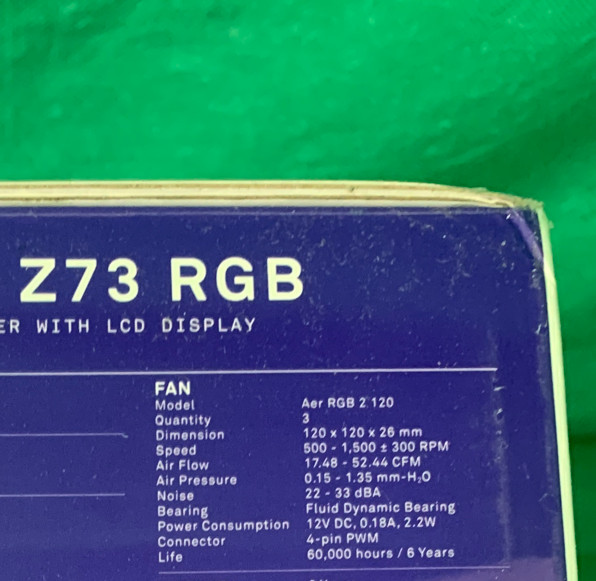 Z73 RGB
ER WITH LCD DISPLAY
FAN
Model Aer RGB 2 120
Quantity 3
Dimension 120 x 120 x 26 mm
Speed 500 - 1,500 ± 300 RPM
Air Flow 17.48 - 52.44 CFM
Air Pressure 0.15 - 1.35 mm-H₂O
Noise 22 - 33 dBA
Bearing Fluid Dynamic Bearing
Power Consumption 12V DC, 0.18A, 2.2W
Connector 4-pin PWM
Life 60,000 hours / 6 Years